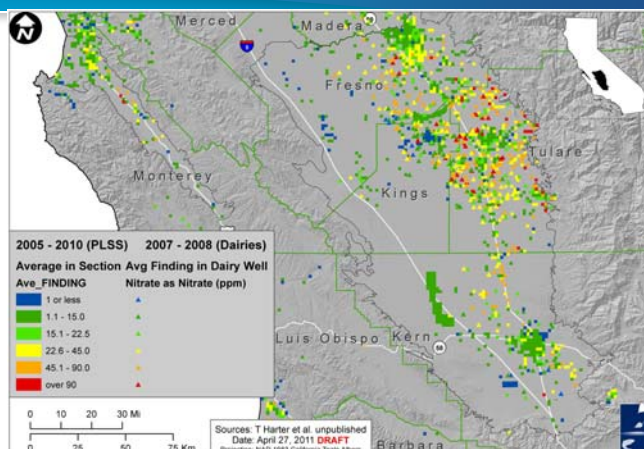 N
Merced
Madera
99
5
Fresno
Tulare
Monterey
Kings
2005 - 2010 (PLSS) 2007 - 2008 (Dairies)
Average in Section Avg Finding in Dairy Well
Ave_FINDING Nitrate as Nitrate (ppm)
1 or less
1.1 - 15.0
15.1 - 22.5
22.6 - 45.0
45.1 - 90.0
over 90
Luis Obispo
Kern
58
0 10 20 30 Mi
0 25 50 75 Km
Sources: T Harter et al. unpublished
Date: April 27, 2011 DRAFT
Barbara